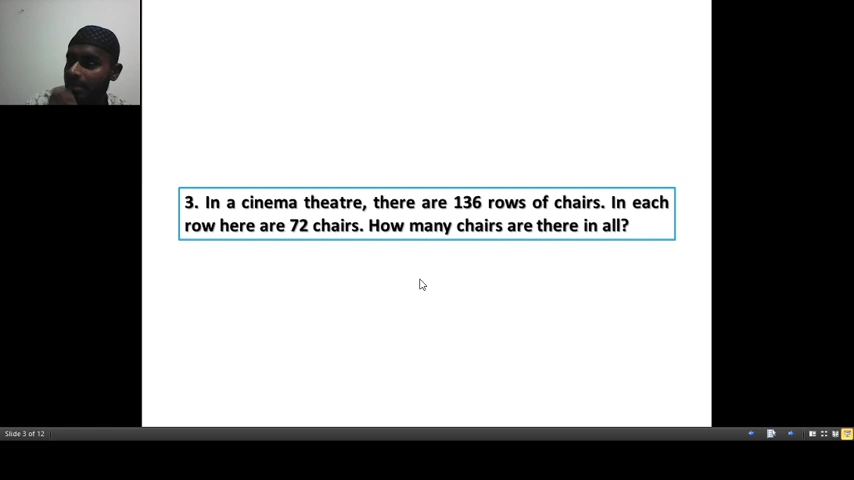 3. In a cinema theatre, there are 136 rows of chairs. In each
row here are 72 chairs. How many chairs are there in all?
Slide 3 of 12